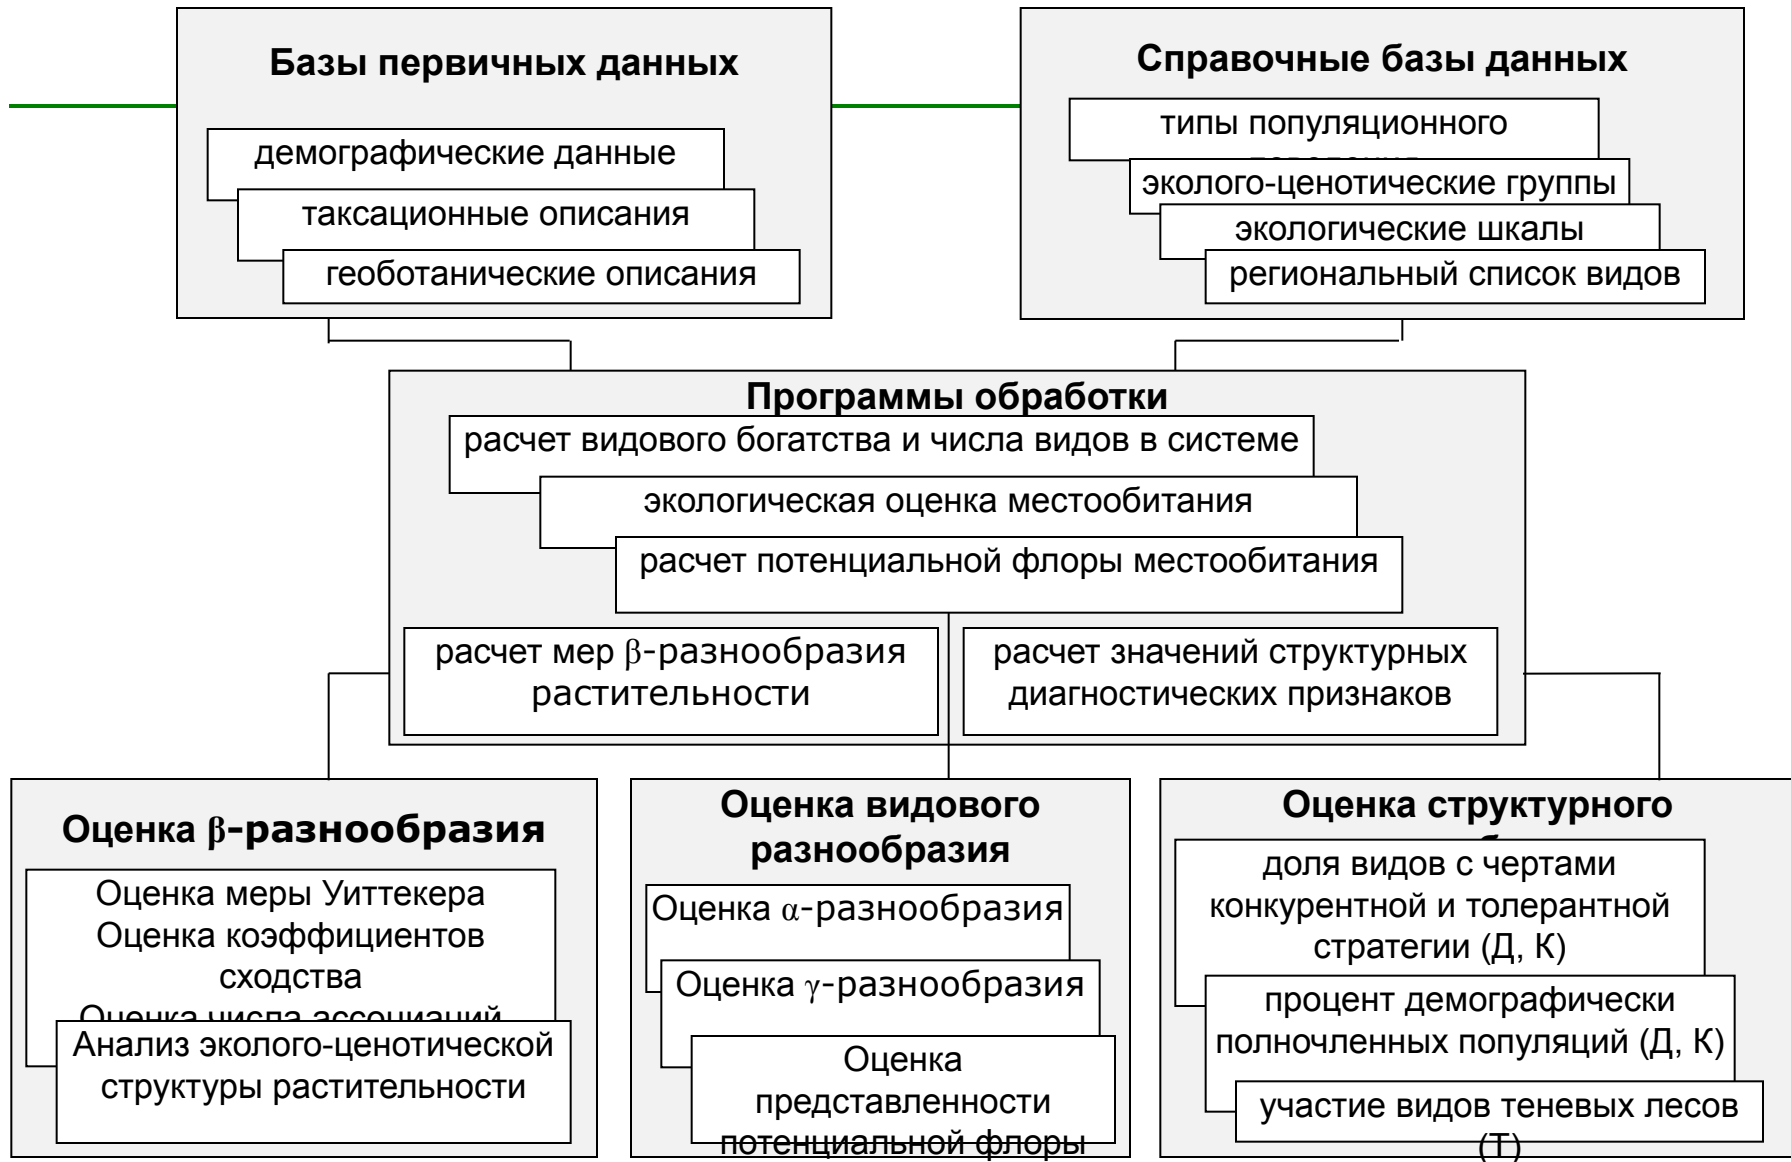 Базы первичных данных
демографические данные
таксационные описания
геоботанические описания
Справочные базы данных
типы популяционного
эколого-ценотические группы
экологические шкалы
региональный список видов
Программы обработки
расчет видового богатства и числа видов в системе
экологическая оценка местообитания
расчет потенциальной флоры местообитания
расчет мер β-разнообразия
растительности
расчет значений структурных
диагностических признаков
Оценка β-разнообразия
Оценка меры Уиттекера
Оценка коэффициентов
сходства
Оценка числа ассоциаций
Анализ эколого-ценотической
структуры растительности
Оценка видового
разнообразия
Оценка α-разнообразия
Оценка γ-разнообразия
Оценка
представленности
потенциальной флоры
Оценка структурного
доля видов с чертами
конкурентной и толерантной
стратегии (Д, К)
процент демографически
полночленных популяций (Д, К)
участие видов теневых лесов
(Т)